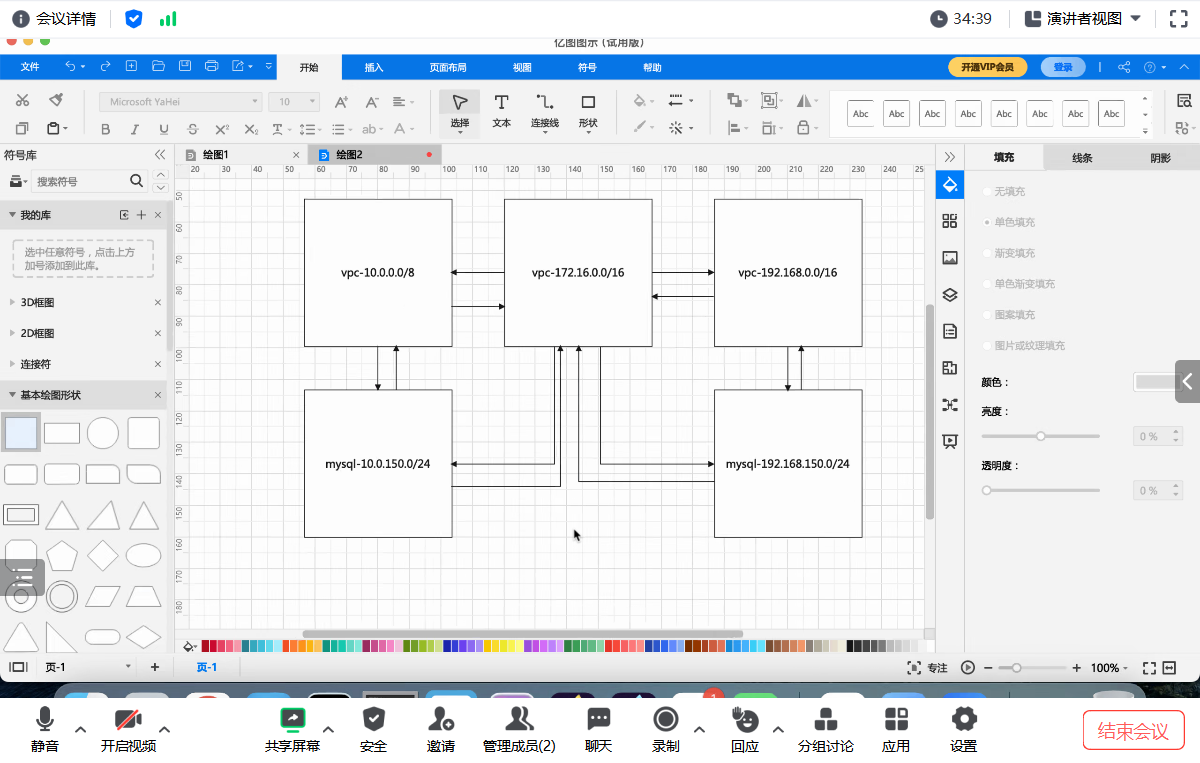 会议详情
34:39
演讲者视图
亿图图示 (试用版)
文件
开始
插入
页面布局
视图
符号
帮助
开通VIP会员
登录
Microsoft YaHei
10
选择
文本
连接线
形状
Abc
Abc
Abc
Abc
Abc
Abc
Abc
Abc
符号库
绘图1
绘图2
填充
线条
阴影
搜索符号
我的库
选中任意符号，点击上方
加号添加到此库。
3D框图
2D框图
连接符
基本绘图形状
20 30 40 50 60 70 80 90 100 110 120 130 140 150 160 170 180 190 200 210 220 230 240 25
50
60
70
80
90
100
110
120
130
140
150
160
170
180
vpc-10.0.0.0/8
vpc-172.16.0.0/16
vpc-192.168.0.0/16
mysql-10.0.150.0/24
mysql-192.168.150.0/24
无填充
单色填充
渐变填充
单色渐变填充
图案填充
图片或纹理填充
颜色：
亮度：
0 %
透明度：
0 %
页-1
页-1
专注
100%
1
静音
开启视频
共享屏幕
安全
邀请
管理成员(2)
聊天
录制
回应
分组讨论
应用
设置
结束会议